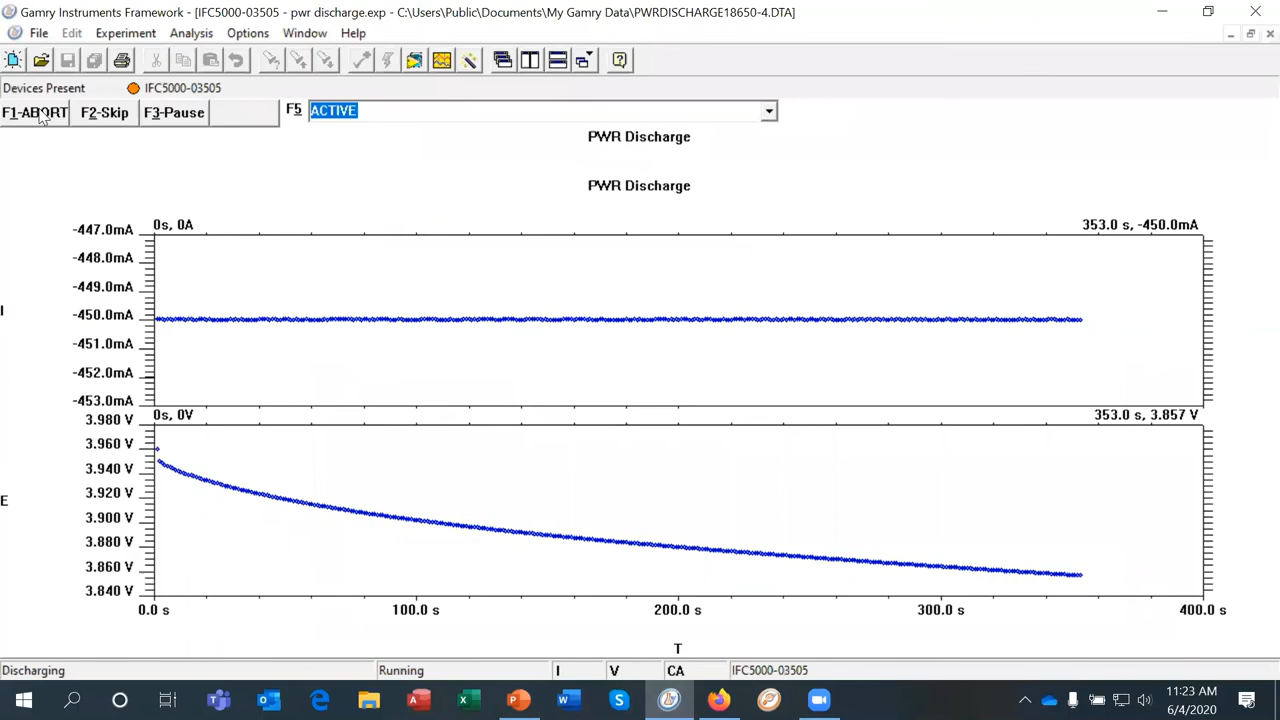 Gamry Instruments Framework - [IFC5000-03505 - pwr discharge.exp - C:\Users\Public\Documents\My Gamry Data\PWRDISCHARGE18650-4.DTA]
File Edit Experiment Analysis Options Window Help
Devices Present IFC5000-03505
F1-ABORT F2-Skip F3-Pause F5 ACTIVE
PWR Discharge
PWR Discharge
0s, 0A 353.0 s, -450.0mA
-447.0mA
-448.0mA
-449.0mA
I
-450.0mA
-451.0mA
-452.0mA
-453.0mA
0s, 0V 353.0 s, 3.857 V
3.980 V
3.960 V
3.940 V
3.920 V
E
3.900 V
3.880 V
3.860 V
3.840 V
0.0 s 100.0 s 200.0 s 300.0 s 400.0 s
T
Discharging Running I V CA IFC5000-03505
11:23 AM
6/4/2020